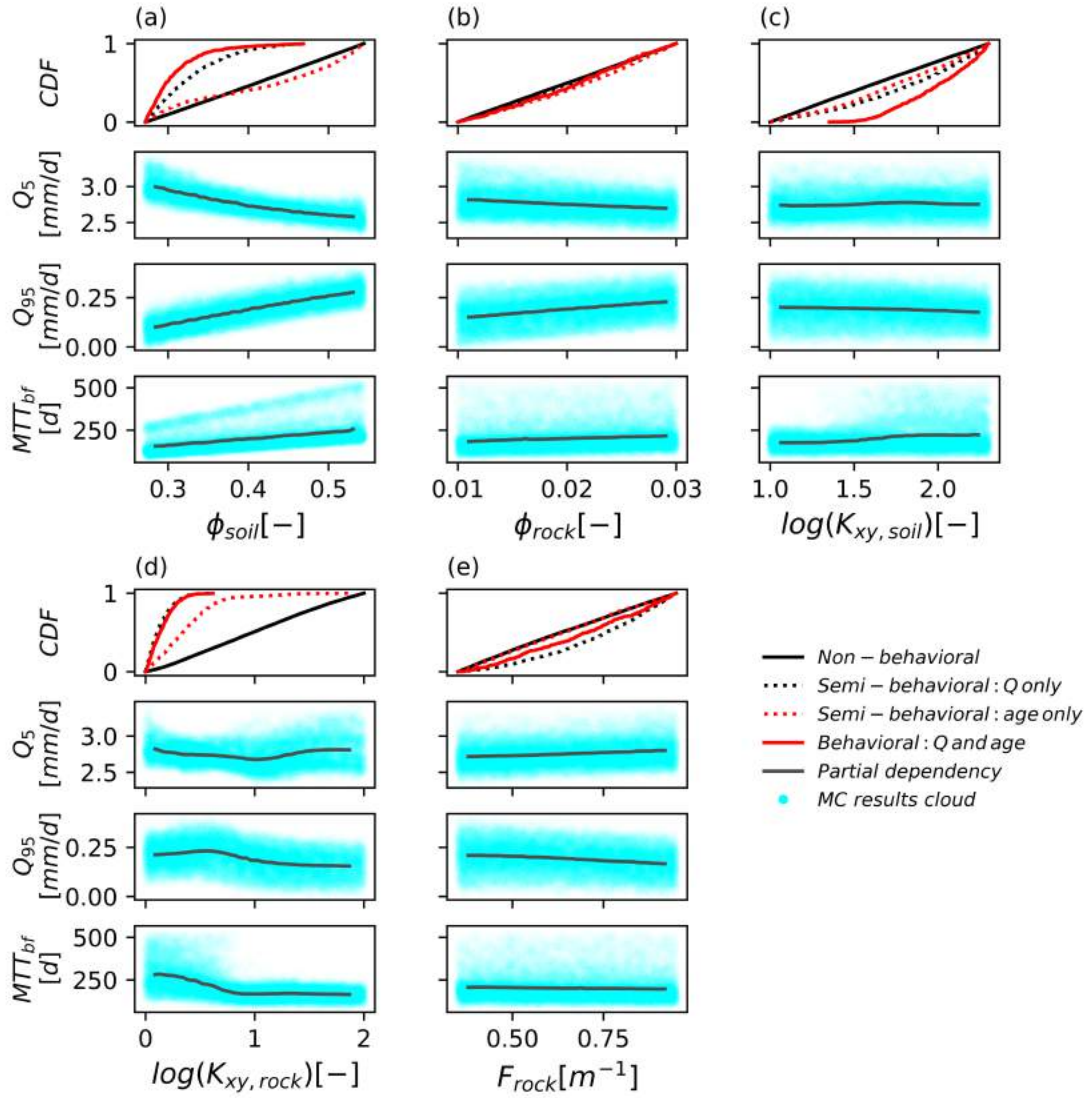 (a)
(b)
(c)
CDF
1
0
Q5
[mm/d]
3.0
2.5
Q95
[mm/d]
0.25
0.00
MTTbf
[d]
500
250
0.3 0.4 0.5
ϕsoil[−]
0.01 0.02 0.03
ϕrock[−]
1.0 1.5 2.0
log(Kxy, soil)[−]
(d)
(e)
CDF
1
0
Q5
[mm/d]
3.0
2.5
Q95
[mm/d]
0.25
0.00
MTTbf
[d]
500
250
0 1 2
log(Kxy, rock)[−]
0.50 0.75
Frock[m−1]
Non − behavioral
Semi − behavioral : Q only
Semi − behavioral : age only
Behavioral : Q and age
Partial dependency
MC results cloud